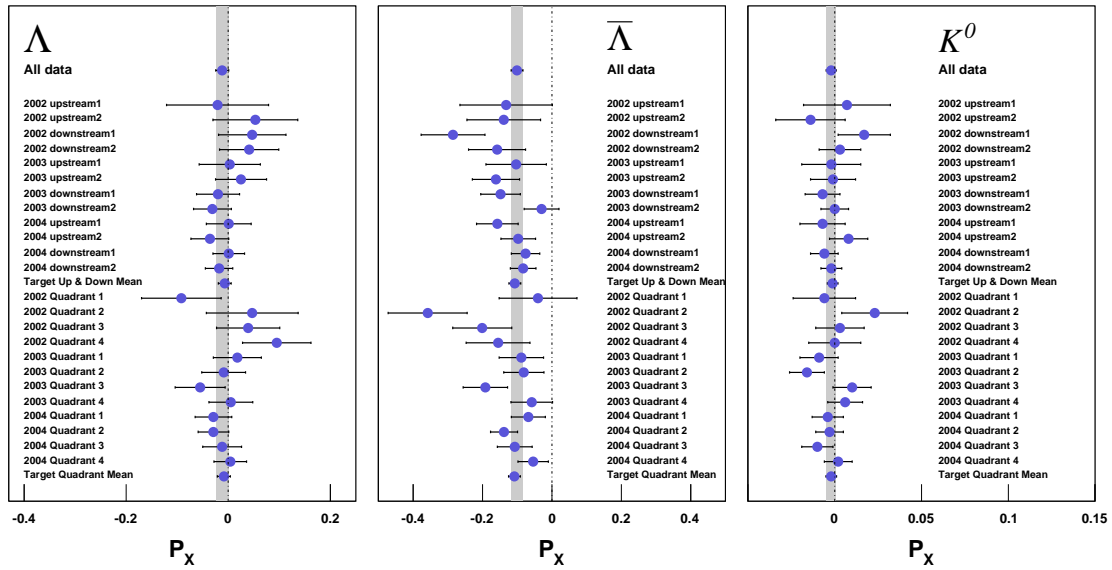 Λ
All data
2002 upstream1
2002 upstream2
2002 downstream1
2002 downstream2
2003 upstream1
2003 upstream2
2003 downstream1
2003 downstream2
2004 upstream1
2004 upstream2
2004 downstream1
2004 downstream2
Target Up & Down Mean
2002 Quadrant 1
2002 Quadrant 2
2002 Quadrant 3
2002 Quadrant 4
2003 Quadrant 1
2003 Quadrant 2
2003 Quadrant 3
2003 Quadrant 4
2004 Quadrant 1
2004 Quadrant 2
2004 Quadrant 3
2004 Quadrant 4
Target Quadrant Mean
-0.4 -0.2 0 0.2
P_X
Λ̅
All data
2002 upstream1
2002 upstream2
2002 downstream1
2002 downstream2
2003 upstream1
2003 upstream2
2003 downstream1
2003 downstream2
2004 upstream1
2004 upstream2
2004 downstream1
2004 downstream2
Target Up & Down Mean
2002 Quadrant 1
2002 Quadrant 2
2002 Quadrant 3
2002 Quadrant 4
2003 Quadrant 1
2003 Quadrant 2
2003 Quadrant 3
2003 Quadrant 4
2004 Quadrant 1
2004 Quadrant 2
2004 Quadrant 3
2004 Quadrant 4
Target Quadrant Mean
-0.4 -0.2 0 0.2 0.4
P_X
K⁰
All data
2002 upstream1
2002 upstream2
2002 downstream1
2002 downstream2
2003 upstream1
2003 upstream2
2003 downstream1
2003 downstream2
2004 upstream1
2004 upstream2
2004 downstream1
2004 downstream2
Target Up & Down Mean
2002 Quadrant 1
2002 Quadrant 2
2002 Quadrant 3
2002 Quadrant 4
2003 Quadrant 1
2003 Quadrant 2
2003 Quadrant 3
2003 Quadrant 4
2004 Quadrant 1
2004 Quadrant 2
2004 Quadrant 3
2004 Quadrant 4
Target Quadrant Mean
0 0.05 0.1 0.15
P_X